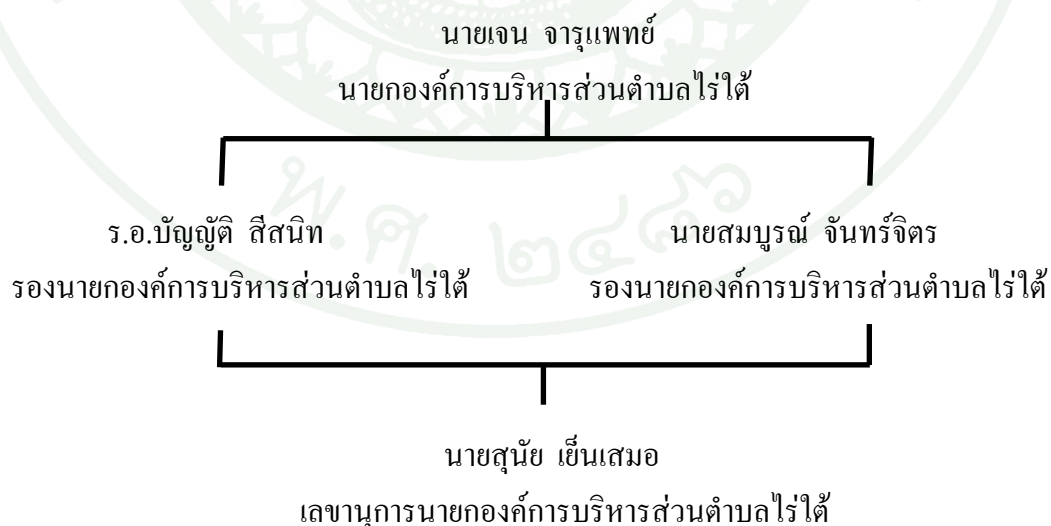 นายเจน จารุแพทย์
นายกองค์การบริหารส่วนตำบลไร่ใต้
พ.ศ. ๒๔๘๖
ร.อ.บัญญัติ สีสนิท
นายสมบูรณ์ จันทร์จิตร
รองนายกองค์การบริหารส่วนตำบลไร่ใต้
รองนายกองค์การบริหารส่วนตำบลไร่ใต้
นายสุนัย เย็นเสมอ
เลขานุการนายกองค์การบริหารส่วนตำบลไร่ใต้